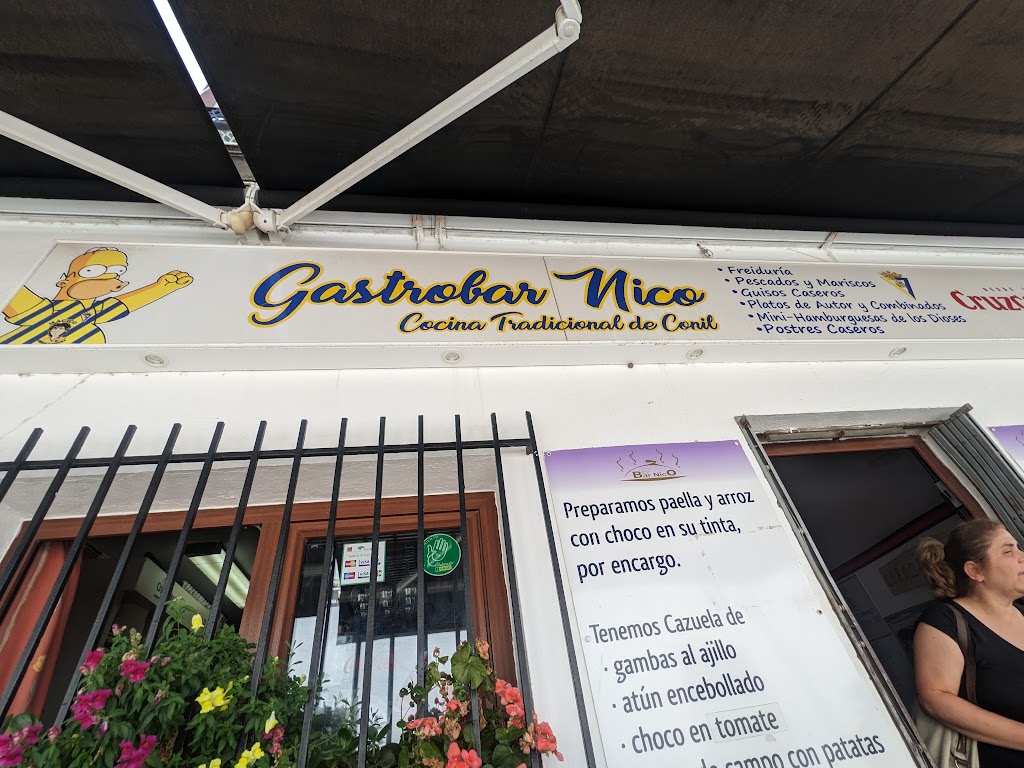 Gastrobar Nico
Cocina Tradicional de Conil
• Freiduría
• Pescados y Mariscos
• Guisos Caseros
• Platos de Autor y Combinados
• Mini-Hamburguesas de los Dioses
• Postres Caseros
Bar NicO
Preparamos paella y arroz
con choco en su tinta,
por encargo.
Tenemos Cazuela de
· gambas al ajillo
· atún encebollado
· choco en tomate
de campo con patatas